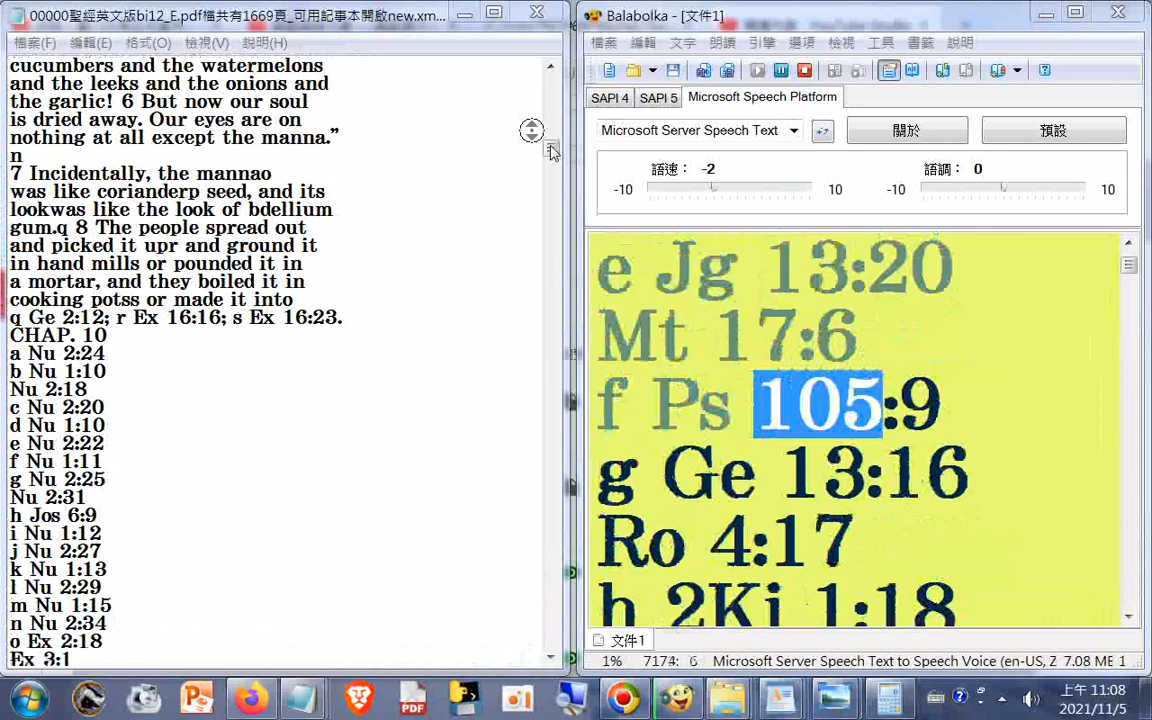 00000聖經英文版bi12_E.pdf檔共有1669頁_可用記事本開啟new.xm...
檔案(F) 編輯(E) 格式(O) 檢視(V) 說明(H)
cucumbers and the watermelons
and the leeks and the onions and
the garlic! 6 But now our soul
is dried away. Our eyes are on
nothing at all except the manna.”
n
7 Incidentally, the mannao
was like corianderp seed, and its
lookwas like the look of bdellium
gum.q 8 The people spread out
and picked it upr and ground it
in hand mills or pounded it in
a mortar, and they boiled it in
cooking potss or made it into
q Ge 2:12; r Ex 16:16; s Ex 16:23.
CHAP. 10
a Nu 2:24
b Nu 1:10
Nu 2:18
c Nu 2:20
d Nu 1:10
e Nu 2:22
f Nu 1:11
g Nu 2:25
Nu 2:31
h Jos 6:9
i Nu 1:12
j Nu 2:27
k Nu 1:13
l Nu 2:29
m Nu 1:15
n Nu 2:34
o Ex 2:18
Ex 3:1
Balabolka - [文件1]
檔案 編輯 文字 朗讀 引擎 選項 檢視 工具 書籤 說明
SAPI 4 SAPI 5 Microsoft Speech Platform
Microsoft Server Speech Text 關於 預設
語速: -2 語調: 0
-10 10 -10 10
e Jg 13:20
Mt 17:6
f Ps 105:9
g Ge 13:16
Ro 4:17
h 2Ki 1:18
文件1
1% 7174: 6 Microsoft Server Speech Text to Speech Voice (en-US, Z 7.08 MB 1
PDF
上午 11:08
2021/11/5